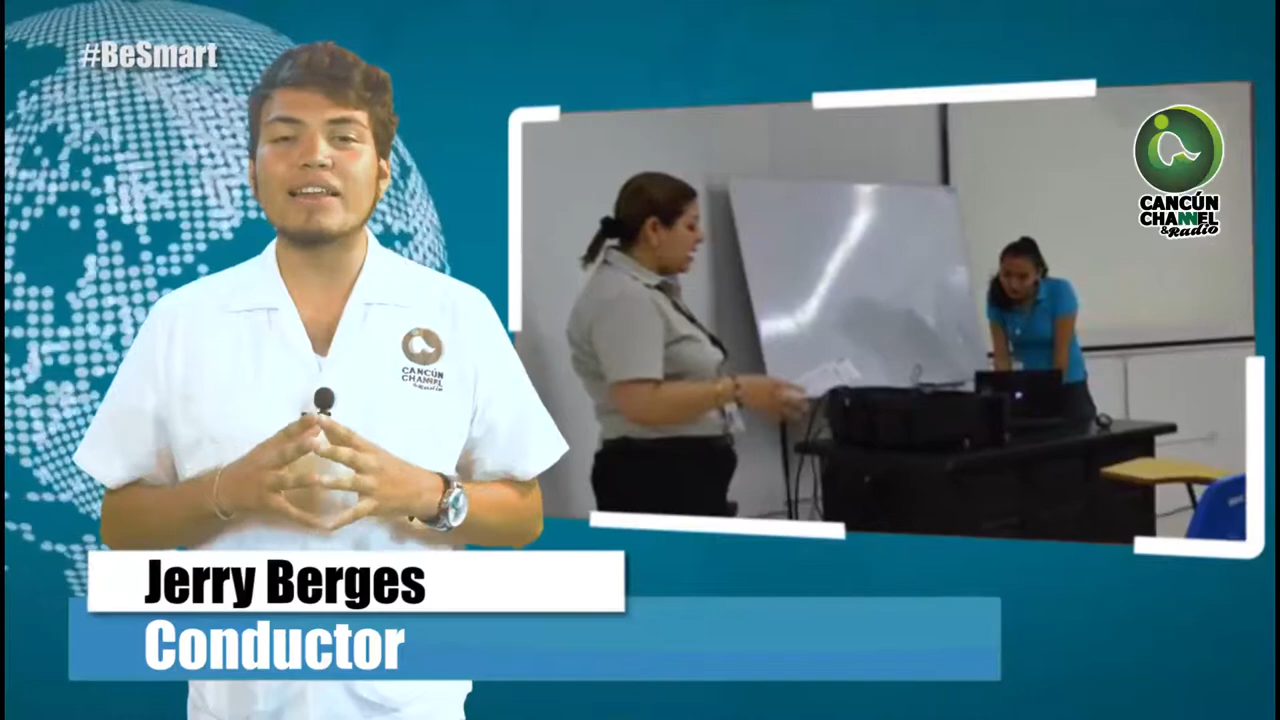 #BeSmart
CANCÚN
CHANNEL
&Radio
CANCÚN
CHANNEL
Jerry Berges
Conductor